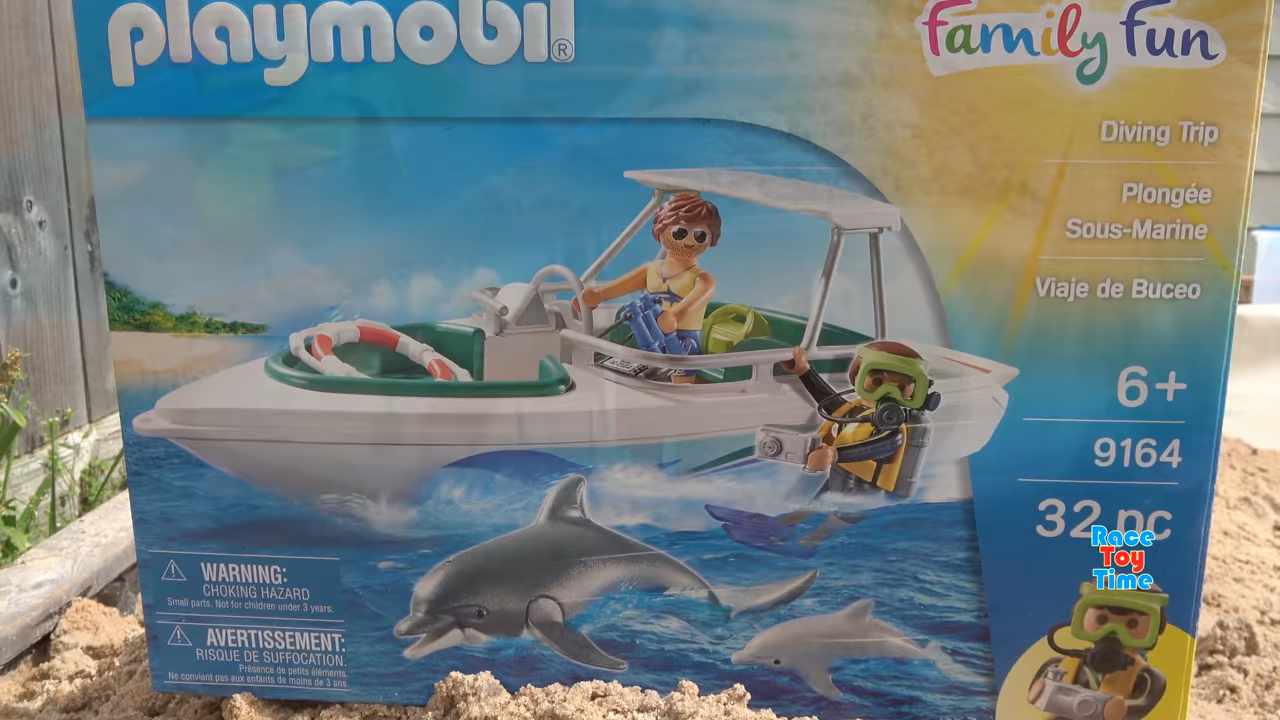 playmobil®
Family Fun
Diving Trip
Plongée
Sous-Marine
Viaje de Buceo
6+
9164
32 pc
Race
Toy
Time
WARNING:
CHOKING HAZARD
Small parts. Not for children under 3 years.
AVERTISSEMENT:
RISQUE DE SUFFOCATION.
Présence de petits éléments.
Ne convient pas aux enfants de moins de 3 ans.